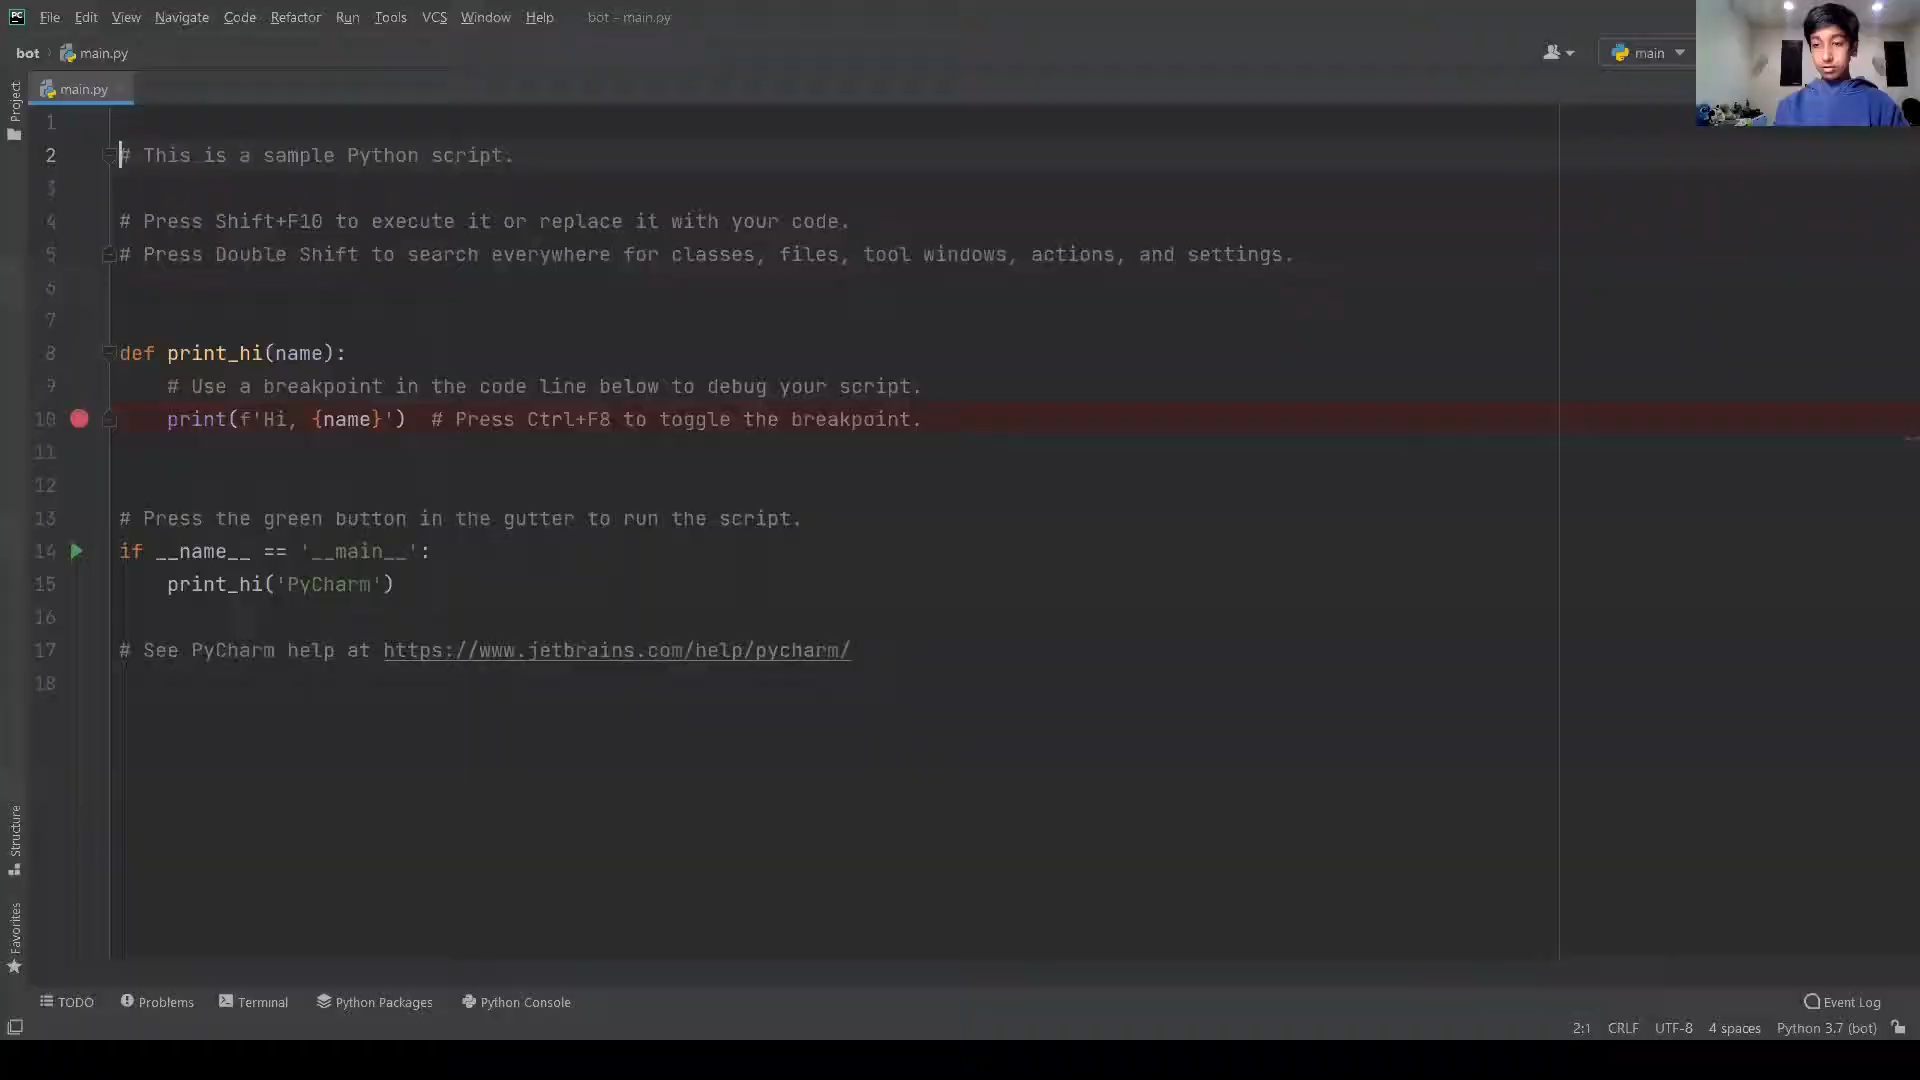 PC File Edit View Navigate Code Refactor Run Tools VCS Window Help bot - main.py
bot main.py main
Project
main.py
1
2 # This is a sample Python script.
3
4 # Press Shift+F10 to execute it or replace it with your code.
5 # Press Double Shift to search everywhere for classes, files, tool windows, actions, and settings.
6
7
8 def print_hi(name):
9 # Use a breakpoint in the code line below to debug your script.
10 print(f'Hi, {name}') # Press Ctrl+F8 to toggle the breakpoint.
11
12
13 # Press the green button in the gutter to run the script.
14 if __name__ == '__main__':
15 print_hi('PyCharm')
16
17 # See PyCharm help at https://www.jetbrains.com/help/pycharm/
18
Structure
Favorites
TODO Problems Terminal Python Packages Python Console Event Log
2:1 CRLF UTF-8 4 spaces Python 3.7 (bot)